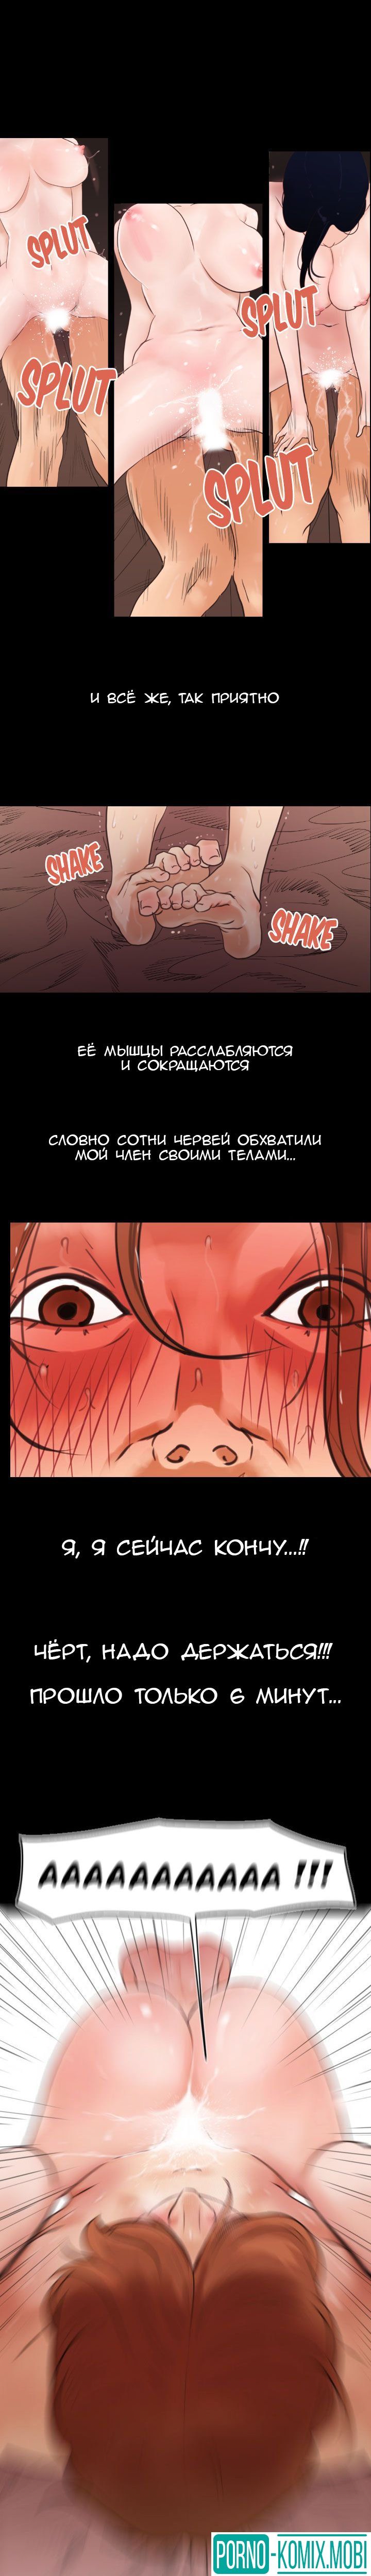 SPLUT
SPLUT
SPLUT
SPLUT
И ВСЁ ЖЕ, ТАК ПРИЯТНО
SHAKE
SHAKE
ЕЁ МЫШЦЫ РАССЛАБЛЯЮТСЯ
И СОКРАЩАЮТСЯ
СЛОВНО СОТНИ ЧЕРВЕЙ ОБХВАТИЛИ
МОЙ ЧЛЕН СВОИМИ ТЕЛАМИ...
Я, Я СЕЙЧАС КОНЧУ...!!
ЧЁРТ, НАДО ДЕРЖАТЬСЯ!!!
ПРОШЛО ТОЛЬКО 6 МИНУТ...
ААААААААААА !!!
PORNO-KOMIX.MOBI